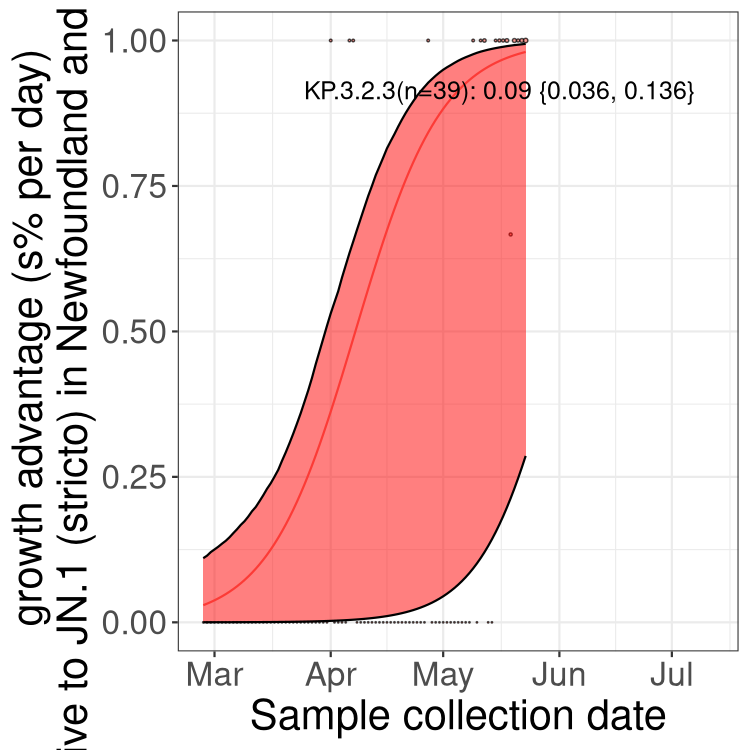 growth advantage (s% per day)
ive to JN.1 (stricto) in Newfoundland and
1.00
0.75
0.50
0.25
0.00
KP.3.2.3(n=39): 0.09 {0.036, 0.136}
Mar Apr May Jun Jul
Sample collection date